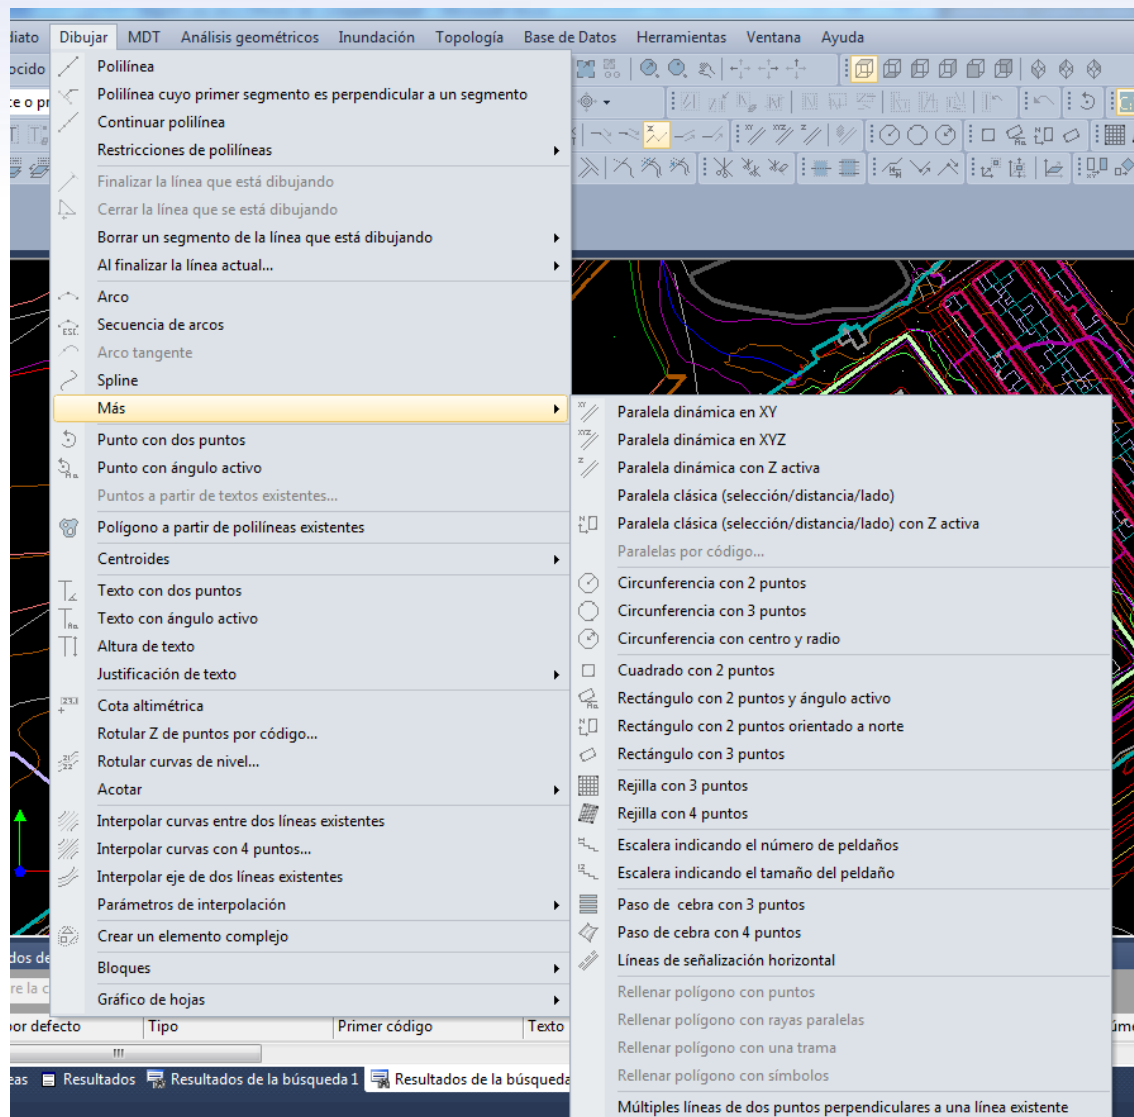 Dibujar MDT Análisis geométricos Inundación Topología Base de Datos Herramientas Ventana Ayuda
Polilínea
Polilínea cuyo primer segmento es perpendicular a un segmento
Continuar polilínea
Restricciones de polilíneas
Finalizar la línea que está dibujando
Cerrar la línea que se está dibujando
Borrar un segmento de la línea que está dibujando
Al finalizar la línea actual...
Arco
Secuencia de arcos
Arco tangente
Spline
Más
Punto con dos puntos
Punto con ángulo activo
Puntos a partir de textos existentes...
Polígono a partir de polilíneas existentes
Centroides
Texto con dos puntos
Texto con ángulo activo
Altura de texto
Justificación de texto
Cota altimétrica
Rotular Z de puntos por código...
Rotular curvas de nivel...
Acotar
Interpolar curvas entre dos líneas existentes
Interpolar curvas con 4 puntos...
Interpolar eje de dos líneas existentes
Parámetros de interpolación
Crear un elemento complejo
Bloques
Gráfico de hojas
Paralela dinámica en XY
Paralela dinámica en XYZ
Paralela dinámica con Z activa
Paralela clásica (selección/distancia/lado)
Paralela clásica (selección/distancia/lado) con Z activa
Paralelas por código...
Circunferencia con 2 puntos
Circunferencia con 3 puntos
Circunferencia con centro y radio
Cuadrado con 2 puntos
Rectángulo con 2 puntos y ángulo activo
Rectángulo con 2 puntos orientado a norte
Rectángulo con 3 puntos
Rejilla con 3 puntos
Rejilla con 4 puntos
Escalera indicando el número de peldaños
Escalera indicando el tamaño del peldaño
Paso de cebra con 3 puntos
Paso de cebra con 4 puntos
Líneas de señalización horizontal
Rellenar polígono con puntos
Rellenar polígono con rayas paralelas
Rellenar polígono con una trama
Rellenar polígono con símbolos
Múltiples líneas de dos puntos perpendiculares a una línea existente
por defecto Tipo Primer código Texto
Resultados Resultados de la búsqueda 1 Resultados de la búsqueda